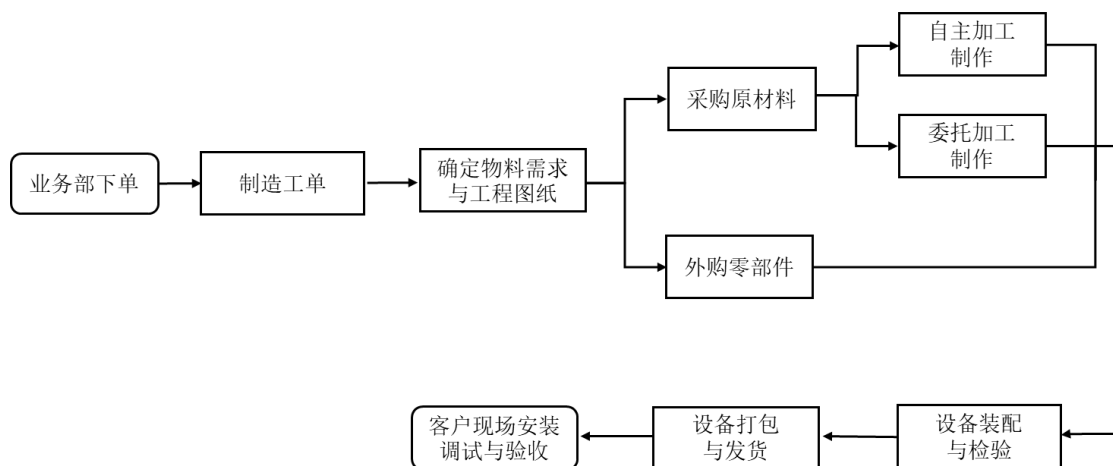 业务部下单
制造工单
确定物料需求
与工程图纸
采购原材料
自主加工
制作
委托加工
制作
外购零部件
设备装配
与检验
设备打包
与发货
客户现场安装
调试与验收